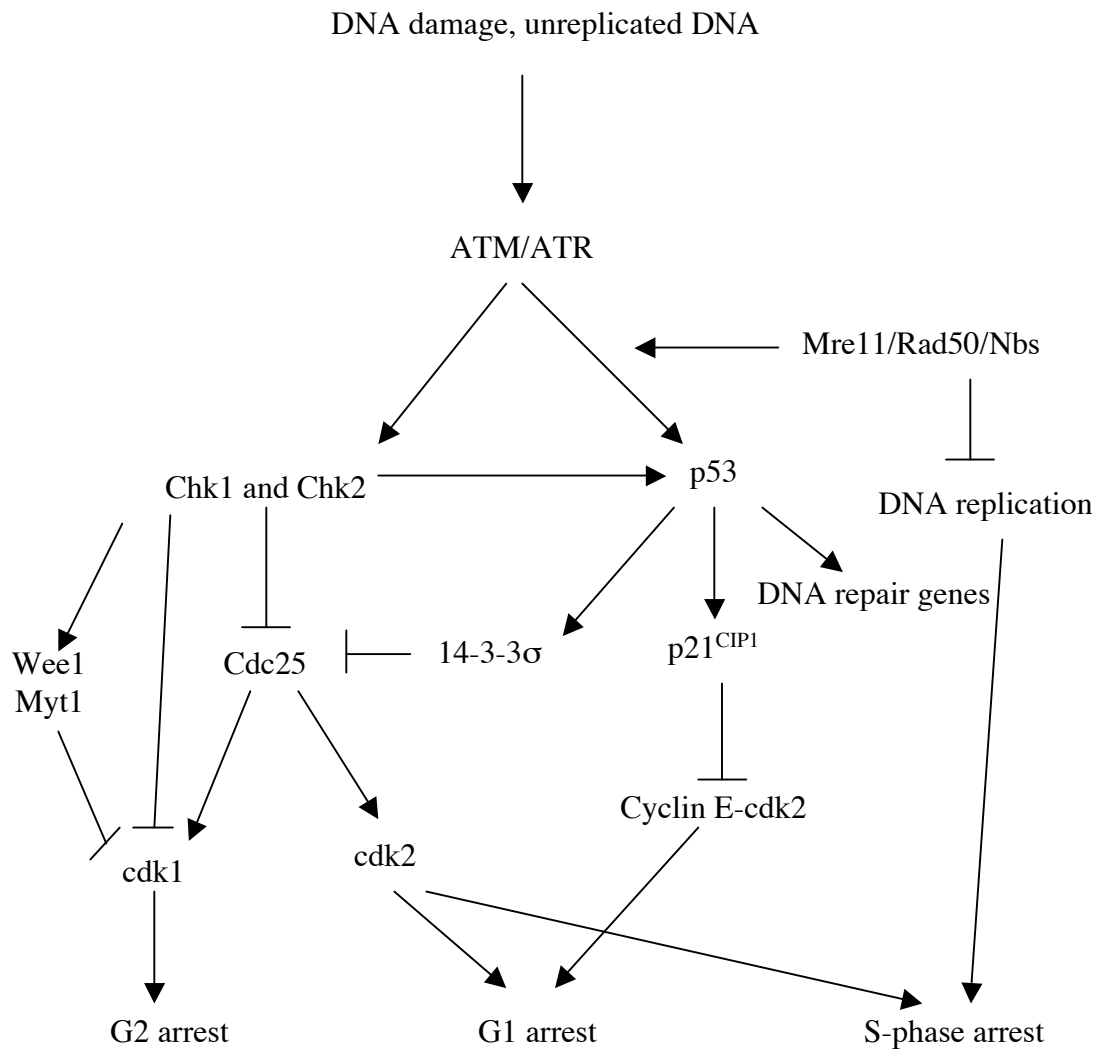 DNA damage, unreplicated DNA
ATM/ATR
Mre11/Rad50/Nbs
Chk1 and Chk2
p53
DNA replication
DNA repair genes
Wee1
Myt1
Cdc25
14-3-3σ
p21CIP1
Cyclin E-cdk2
cdk1
cdk2
G2 arrest
G1 arrest
S-phase arrest